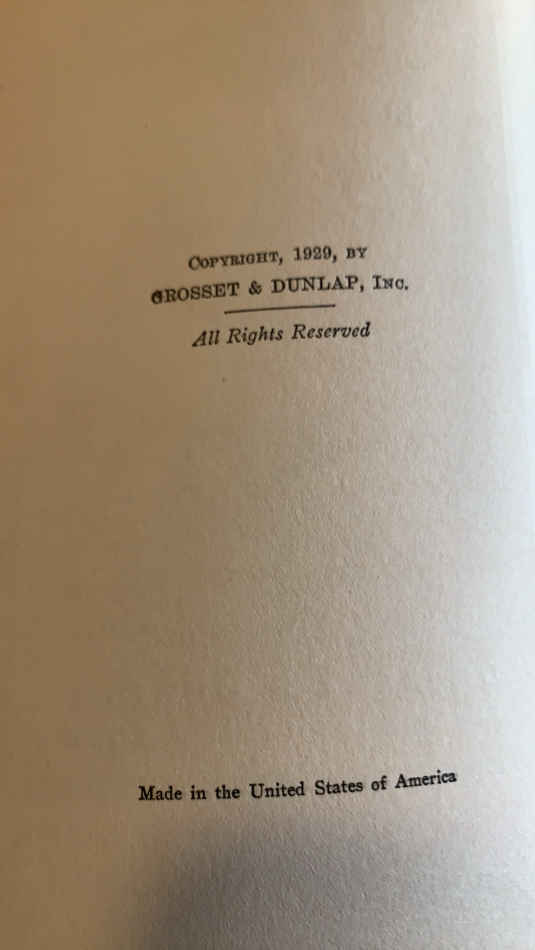 COPYRIGHT, 1929, BY
GROSSET & DUNLAP, INC.
All Rights Reserved
Made in the United States of America